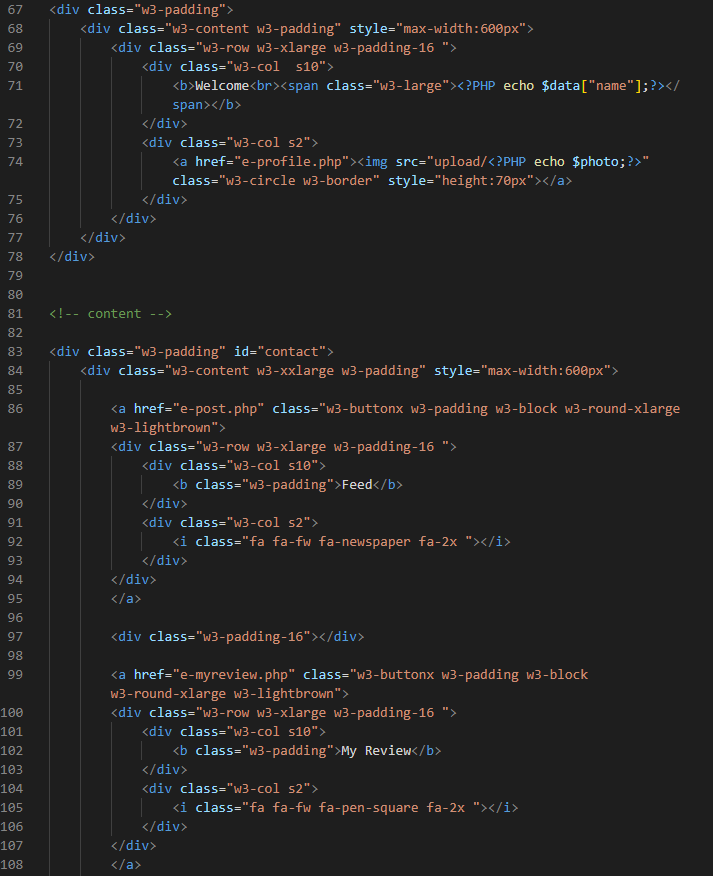 67 <div class="w3-padding">
68 <div class="w3-content w3-padding" style="max-width:600px">
69 <div class="w3-row w3-xlarge w3-padding-16 ">
70 <div class="w3-col  s10">
71 <b>Welcome<br><span class="w3-large"><?PHP echo $data["name"];?></
span></b>
72 </div>
73 <div class="w3-col s2">
74 <a href="e-profile.php"><img src="upload/<?PHP echo $photo;?>"
class="w3-circle w3-border" style="height:70px"></a>
75 </div>
76 </div>
77 </div>
78 </div>
79
80
81 <!-- content -->
82
83 <div class="w3-padding" id="contact">
84 <div class="w3-content w3-xxlarge w3-padding" style="max-width:600px">
85
86 <a href="e-post.php" class="w3-buttonx w3-padding w3-block w3-round-xlarge
w3-lightbrown">
87 <div class="w3-row w3-xlarge w3-padding-16 ">
88 <div class="w3-col s10">
89 <b class="w3-padding">Feed</b>
90 </div>
91 <div class="w3-col s2">
92 <i class="fa fa-fw fa-newspaper fa-2x "></i>
93 </div>
94 </div>
95 </a>
96
97 <div class="w3-padding-16"></div>
98
99 <a href="e-myreview.php" class="w3-buttonx w3-padding w3-block
w3-round-xlarge w3-lightbrown">
100 <div class="w3-row w3-xlarge w3-padding-16 ">
101 <div class="w3-col s10">
102 <b class="w3-padding">My Review</b>
103 </div>
104 <div class="w3-col s2">
105 <i class="fa fa-fw fa-pen-square fa-2x "></i>
106 </div>
107 </div>
108 </a>